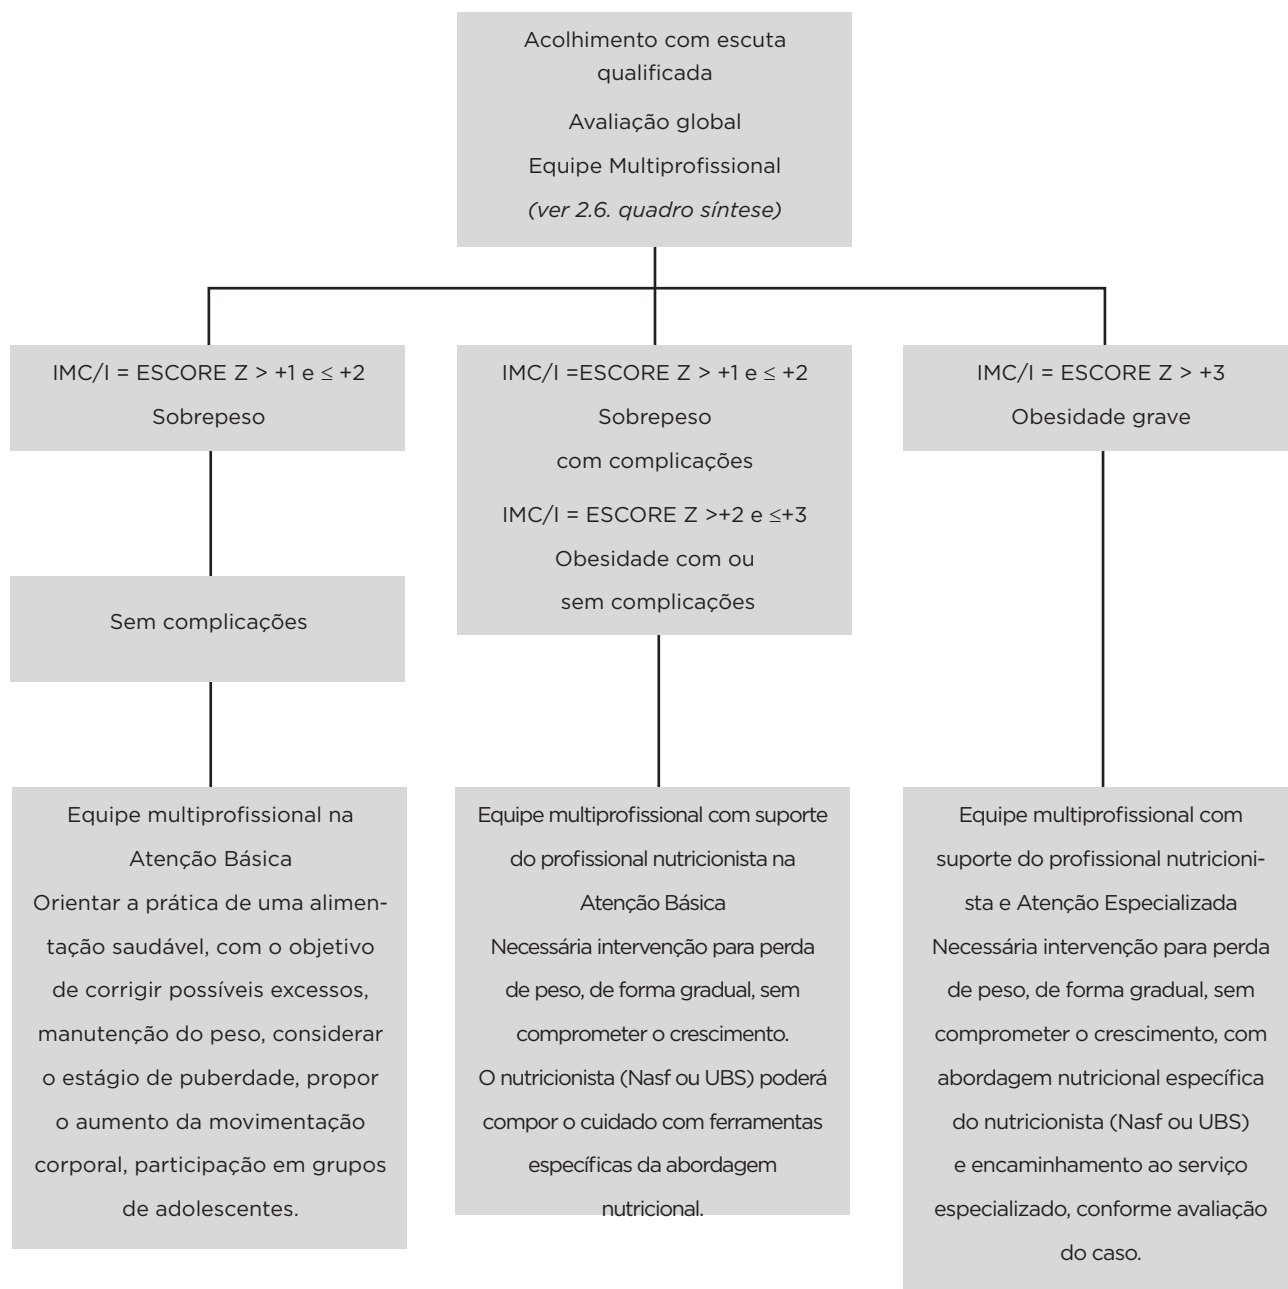 Acolhimento com escuta
qualificada
Avaliação global
Equipe Multiprofissional
(ver 2.6. quadro síntese)
IMC/I = ESCORE Z > +1 e ≤ +2
Sobrepeso
Sem complicações
Equipe multiprofissional na
Atenção Básica
Orientar a prática de uma alimen-
tação saudável, com o objetivo
de corrigir possíveis excessos,
manutenção do peso, considerar
o estágio de puberdade, propor
o aumento da movimentação
corporal, participação em grupos
de adolescentes.
IMC/I =ESCORE Z > +1 e ≤ +2
Sobrepeso
com complicações
IMC/I = ESCORE Z >+2 e ≤+3
Obesidade com ou
sem complicações
Equipe multiprofissional com suporte
do profissional nutricionista na
Atenção Básica
Necessária intervenção para perda
de peso, de forma gradual, sem
comprometer o crescimento.
O nutricionista (Nasf ou UBS) poderá
compor o cuidado com ferramentas
específicas da abordagem
nutricional.
IMC/I = ESCORE Z > +3
Obesidade grave
Equipe multiprofissional com
suporte do profissional nutricioni-
sta e Atenção Especializada
Necessária intervenção para perda
de peso, de forma gradual, sem
comprometer o crescimento, com
abordagem nutricional específica
do nutricionista (Nasf ou UBS)
e encaminhamento ao serviço
especializado, conforme avaliação
do caso.